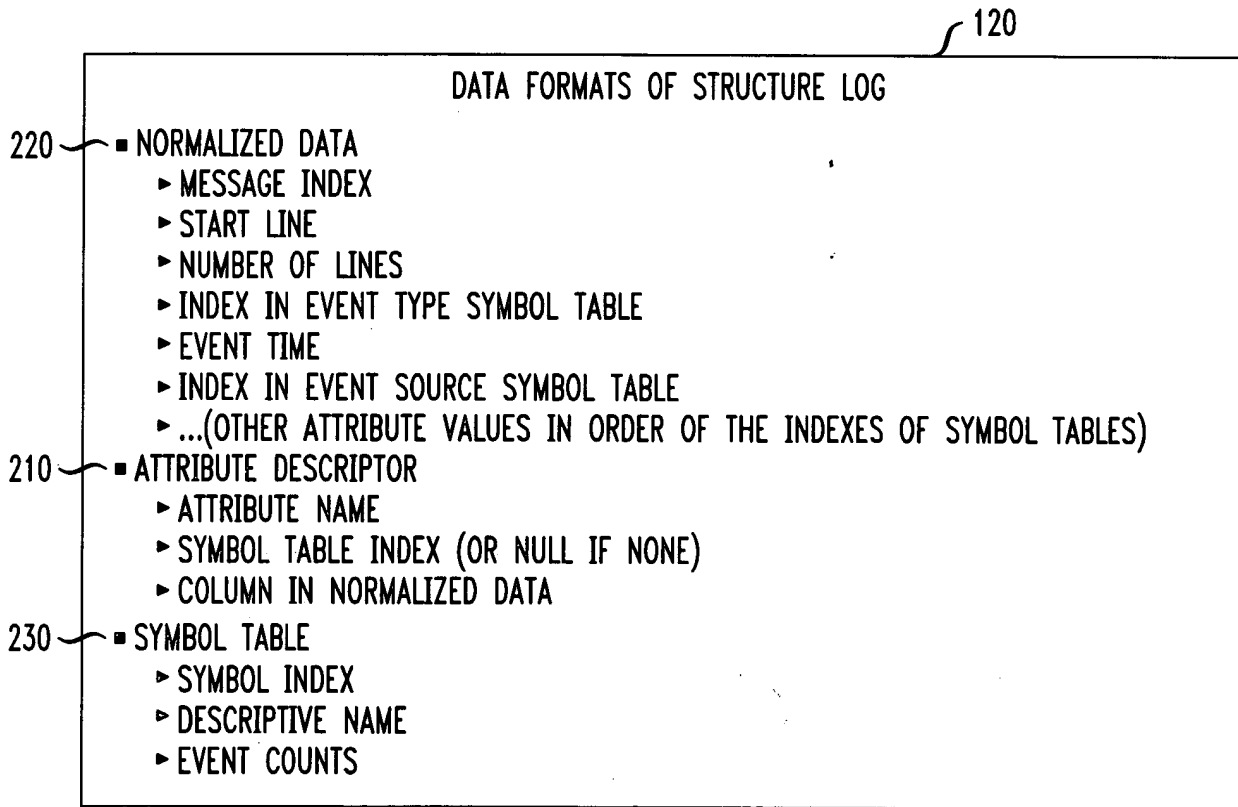 120
DATA FORMATS OF STRUCTURE LOG
220 ▪ NORMALIZED DATA
▸ MESSAGE INDEX
▸ START LINE
▸ NUMBER OF LINES
▸ INDEX IN EVENT TYPE SYMBOL TABLE
▸ EVENT TIME
▸ INDEX IN EVENT SOURCE SYMBOL TABLE
▸ ...(OTHER ATTRIBUTE VALUES IN ORDER OF THE INDEXES OF SYMBOL TABLES)
210 ▪ ATTRIBUTE DESCRIPTOR
▸ ATTRIBUTE NAME
▸ SYMBOL TABLE INDEX (OR NULL IF NONE)
▸ COLUMN IN NORMALIZED DATA
230 ▪ SYMBOL TABLE
▸ SYMBOL INDEX
▸ DESCRIPTIVE NAME
▸ EVENT COUNTS